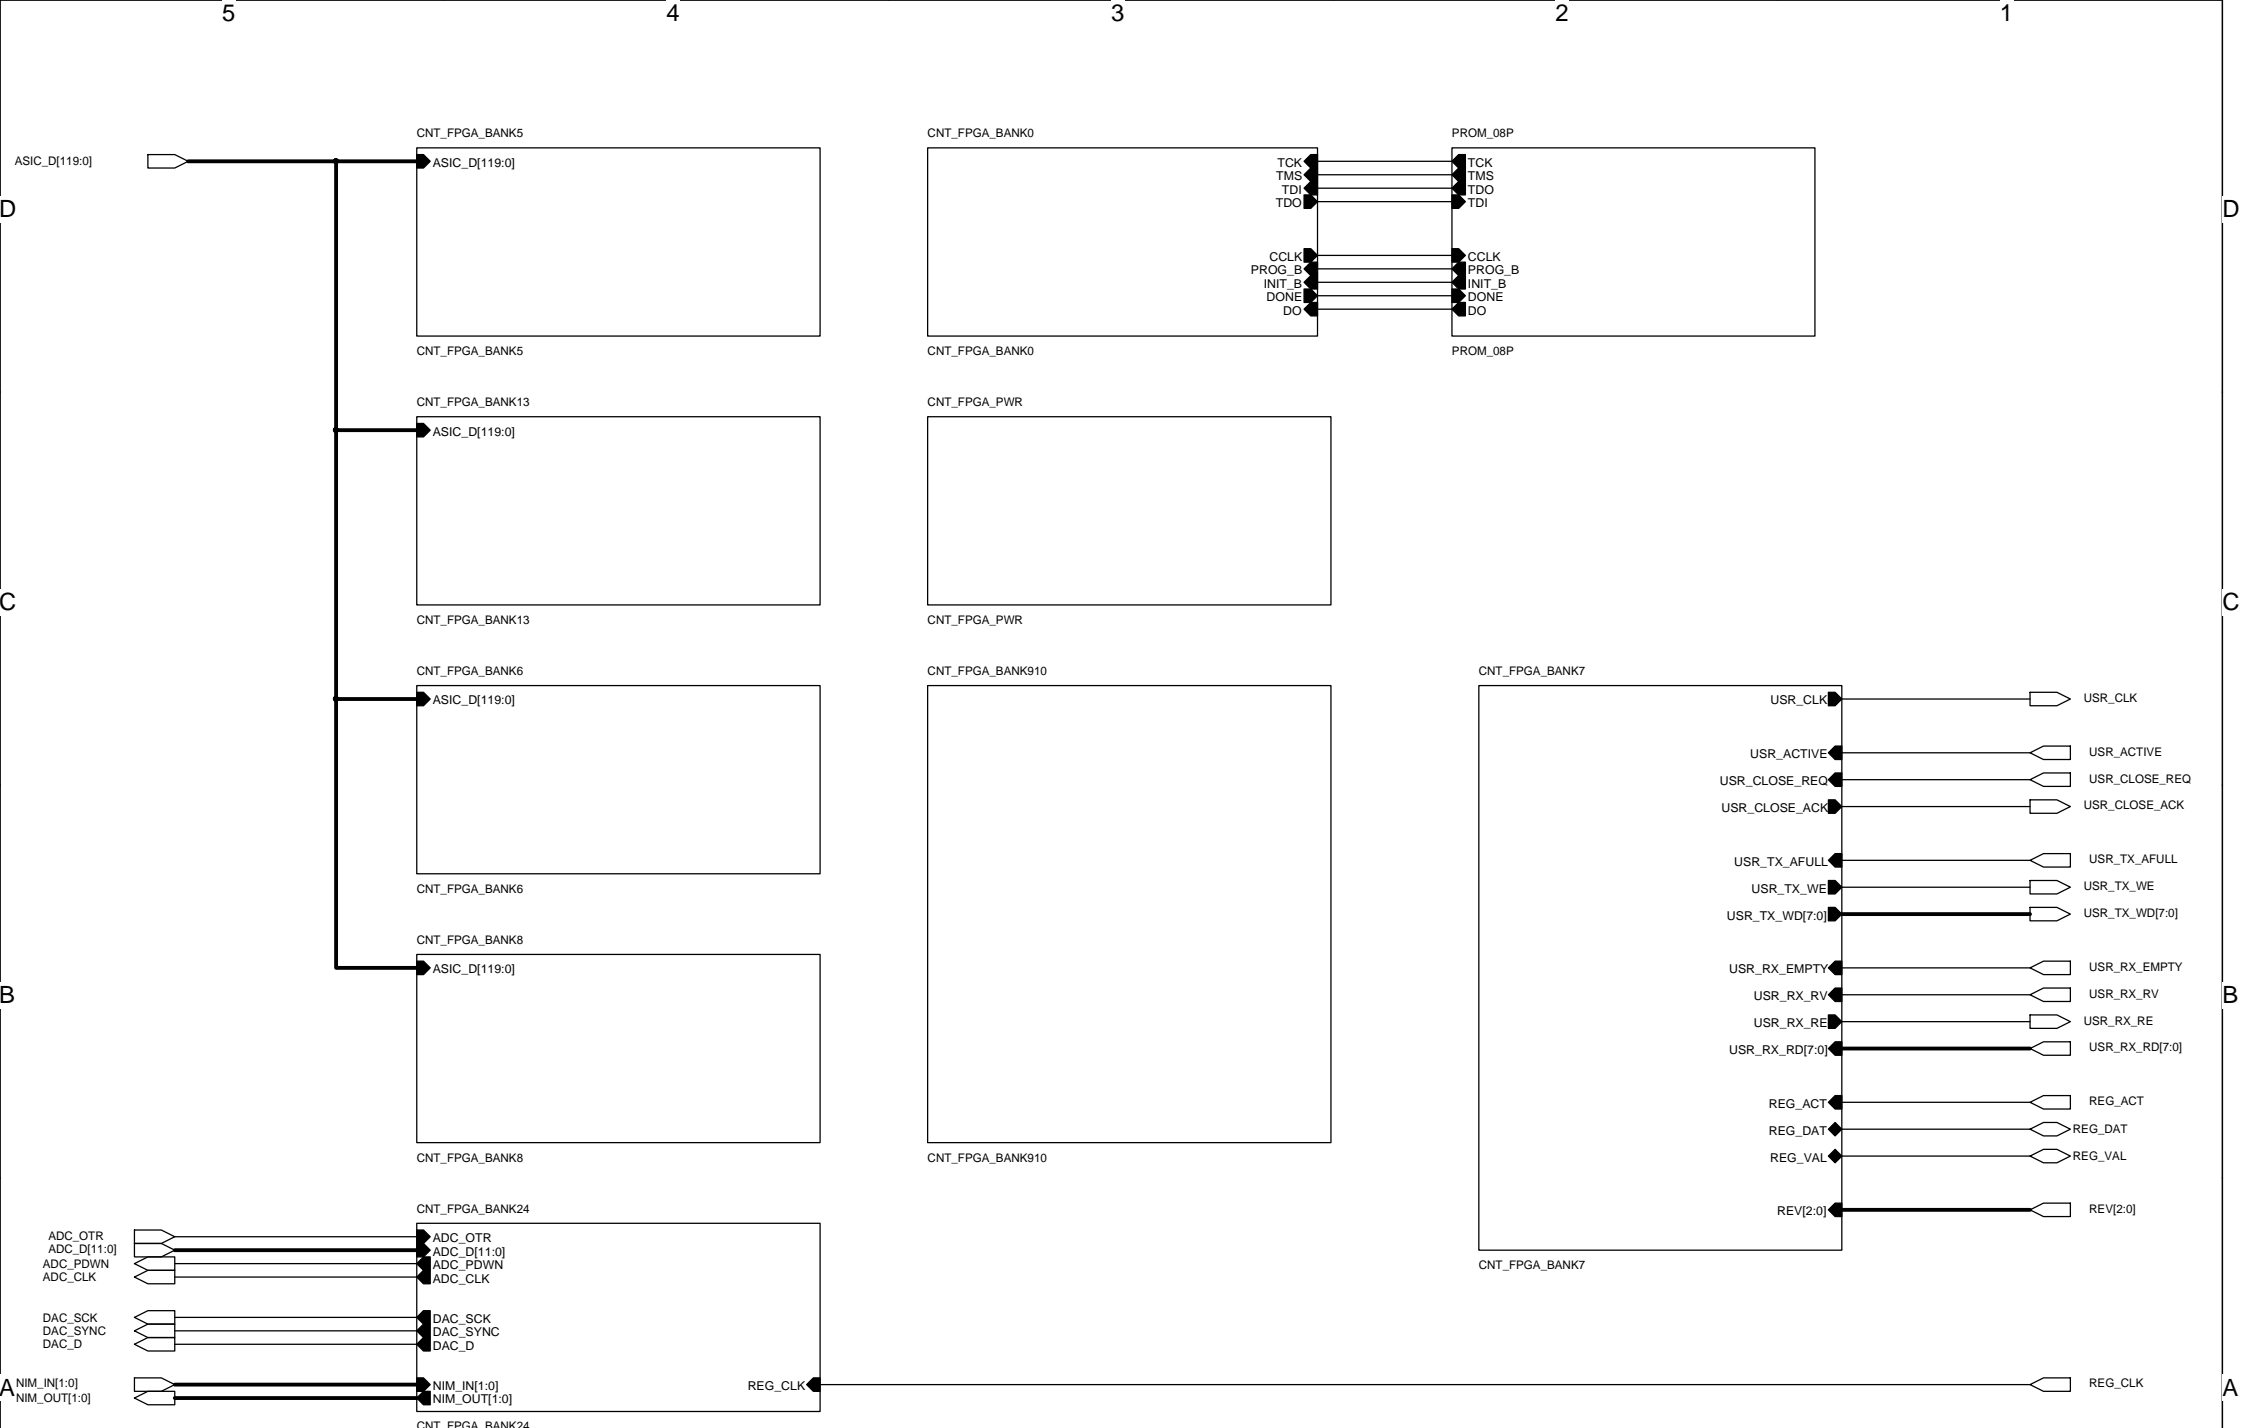 5 4 3 2 1
CNT_FPGA_BANK5 CNT_FPGA_BANK0 PROM_08P
ASIC_D[119:0] ASIC_D[119:0] TCK TCK
TMS TMS
TDI TDO
D TDO TDI D
CCLK CCLK
PROG_B PROG_B
INIT_B INIT_B
DONE DONE
DO DO
CNT_FPGA_BANK5 CNT_FPGA_BANK0 PROM_08P
CNT_FPGA_BANK13 CNT_FPGA_PWR
ASIC_D[119:0]
C C
CNT_FPGA_BANK13 CNT_FPGA_PWR
CNT_FPGA_BANK6 CNT_FPGA_BANK910 CNT_FPGA_BANK7
ASIC_D[119:0] USR_CLK USR_CLK
USR_ACTIVE USR_ACTIVE
USR_CLOSE_REQ USR_CLOSE_REQ
USR_CLOSE_ACK USR_CLOSE_ACK
USR_TX_AFULL USR_TX_AFULL
CNT_FPGA_BANK6 USR_TX_WE USR_TX_WE
USR_TX_WD[7:0] USR_TX_WD[7:0]
CNT_FPGA_BANK8
ASIC_D[119:0] USR_RX_EMPTY USR_RX_EMPTY
B USR_RX_RV USR_RX_RV B
USR_RX_RE USR_RX_RE
USR_RX_RD[7:0] USR_RX_RD[7:0]
REG_ACT REG_ACT
REG_DAT REG_DAT
CNT_FPGA_BANK8 CNT_FPGA_BANK910 REG_VAL REG_VAL
CNT_FPGA_BANK24 REV[2:0] REV[2:0]
ADC_OTR ADC_OTR
ADC_D[11:0] ADC_D[11:0]
ADC_PDWN ADC_PDWN CNT_FPGA_BANK7
ADC_CLK ADC_CLK
DAC_SCK DAC_SCK
DAC_SYNC DAC_SYNC
DAC_D DAC_D
A NIM_IN[1:0] NIM_IN[1:0] REG_CLK REG_CLK A
NIM_OUT[1:0] NIM_OUT[1:0]
CNT_FPGA_BANK24